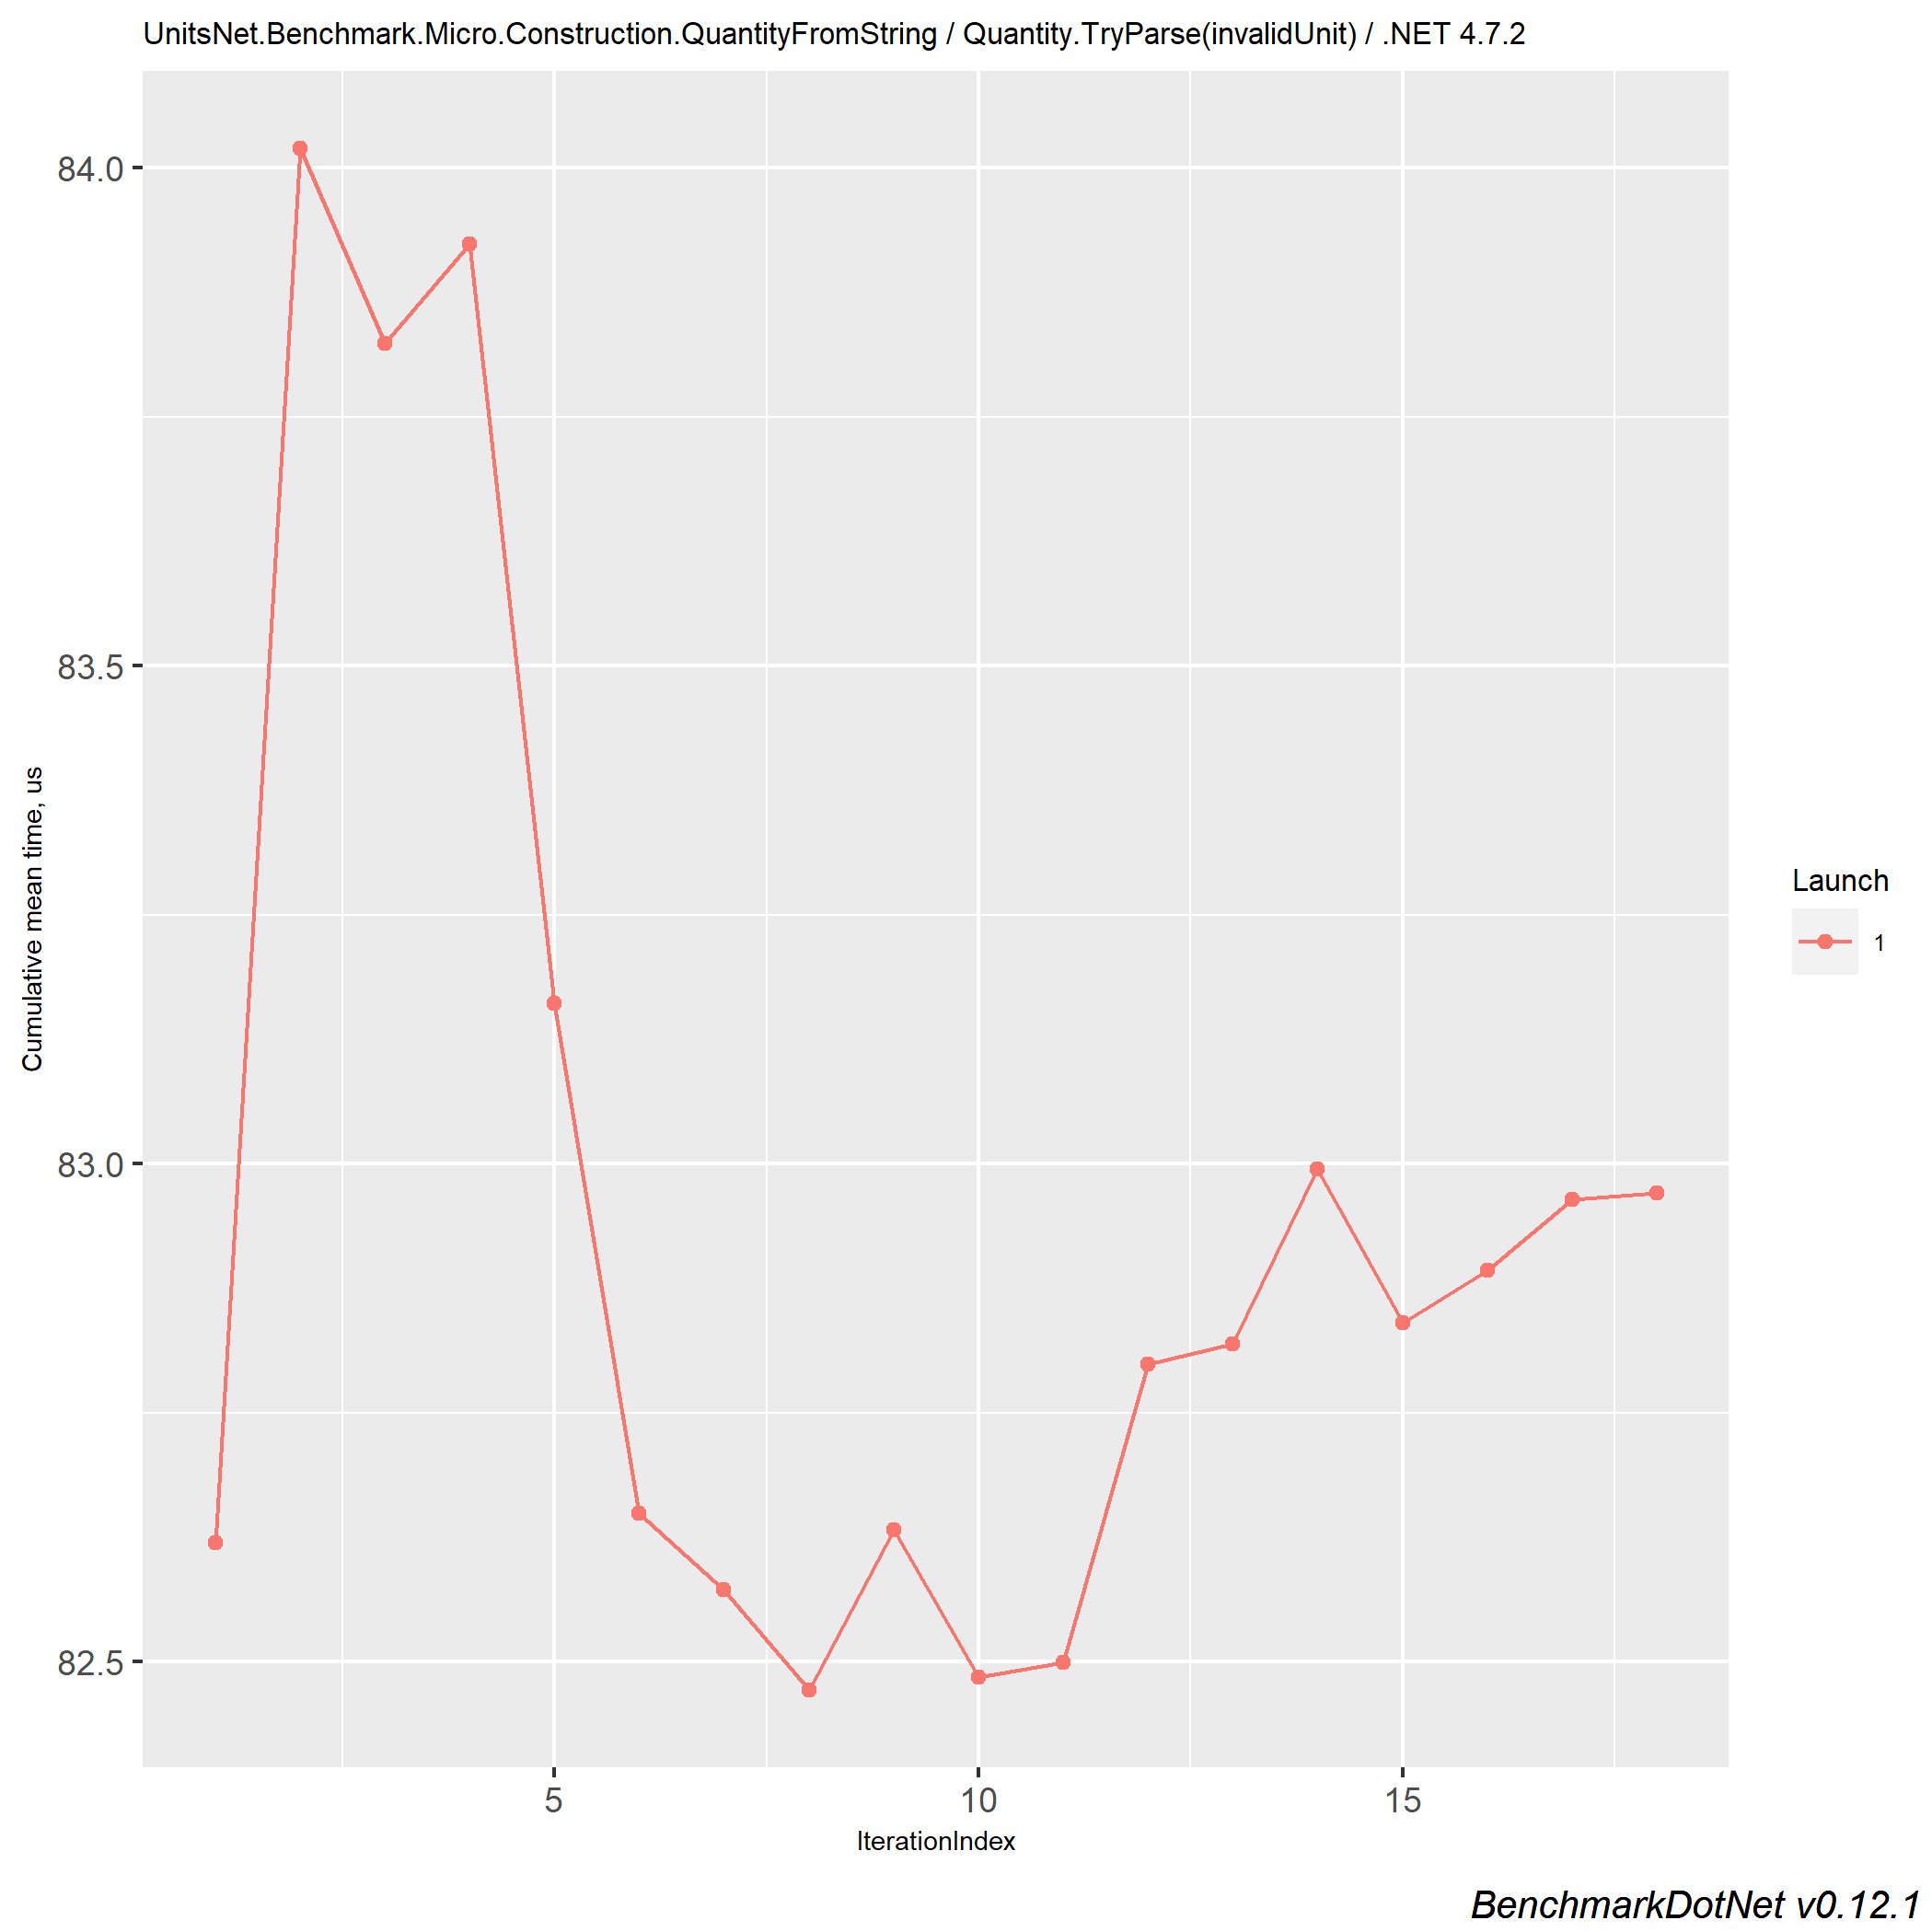 UnitsNet.Benchmark.Micro.Construction.QuantityFromString / Quantity.TryParse(invalidUnit) / .NET 4.7.2
84.0
83.5
83.0
82.5
Cumulative mean time, us
5
10
15
IterationIndex
Launch
1
BenchmarkDotNet v0.12.1